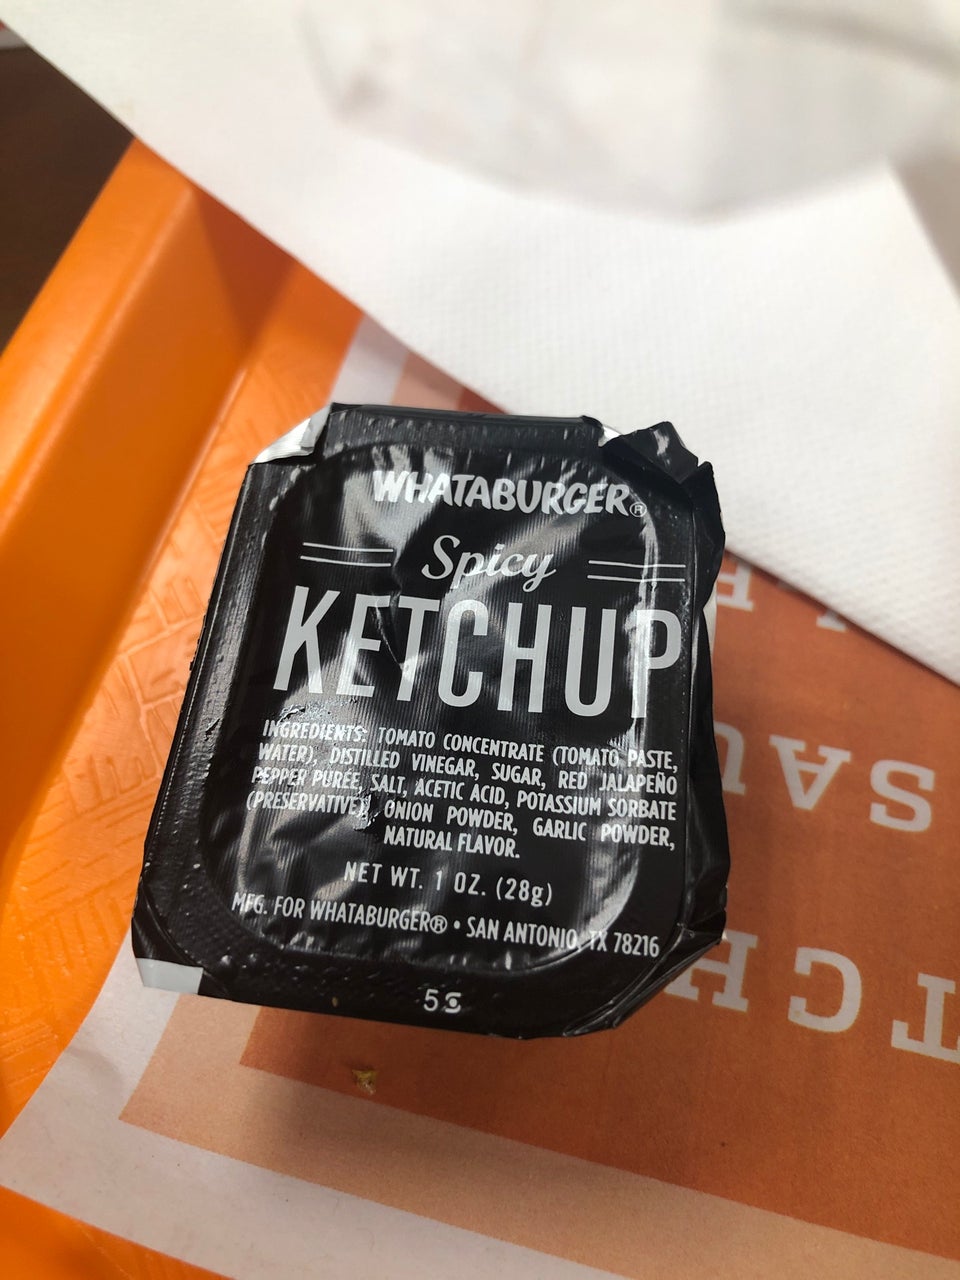 WHATABURGER®
Spicy
KETCHUP
INGREDIENTS: TOMATO CONCENTRATE (TOMATO PASTE,
WATER), DISTILLED VINEGAR, SUGAR, RED JALAPEÑO
PEPPER PURÉE, SALT, ACETIC ACID, POTASSIUM SORBATE
(PRESERVATIVE), ONION POWDER, GARLIC POWDER,
NATURAL FLAVOR.
NET WT. 1 OZ. (28g)
MFG. FOR WHATABURGER® • SAN ANTONIO, TX 78216